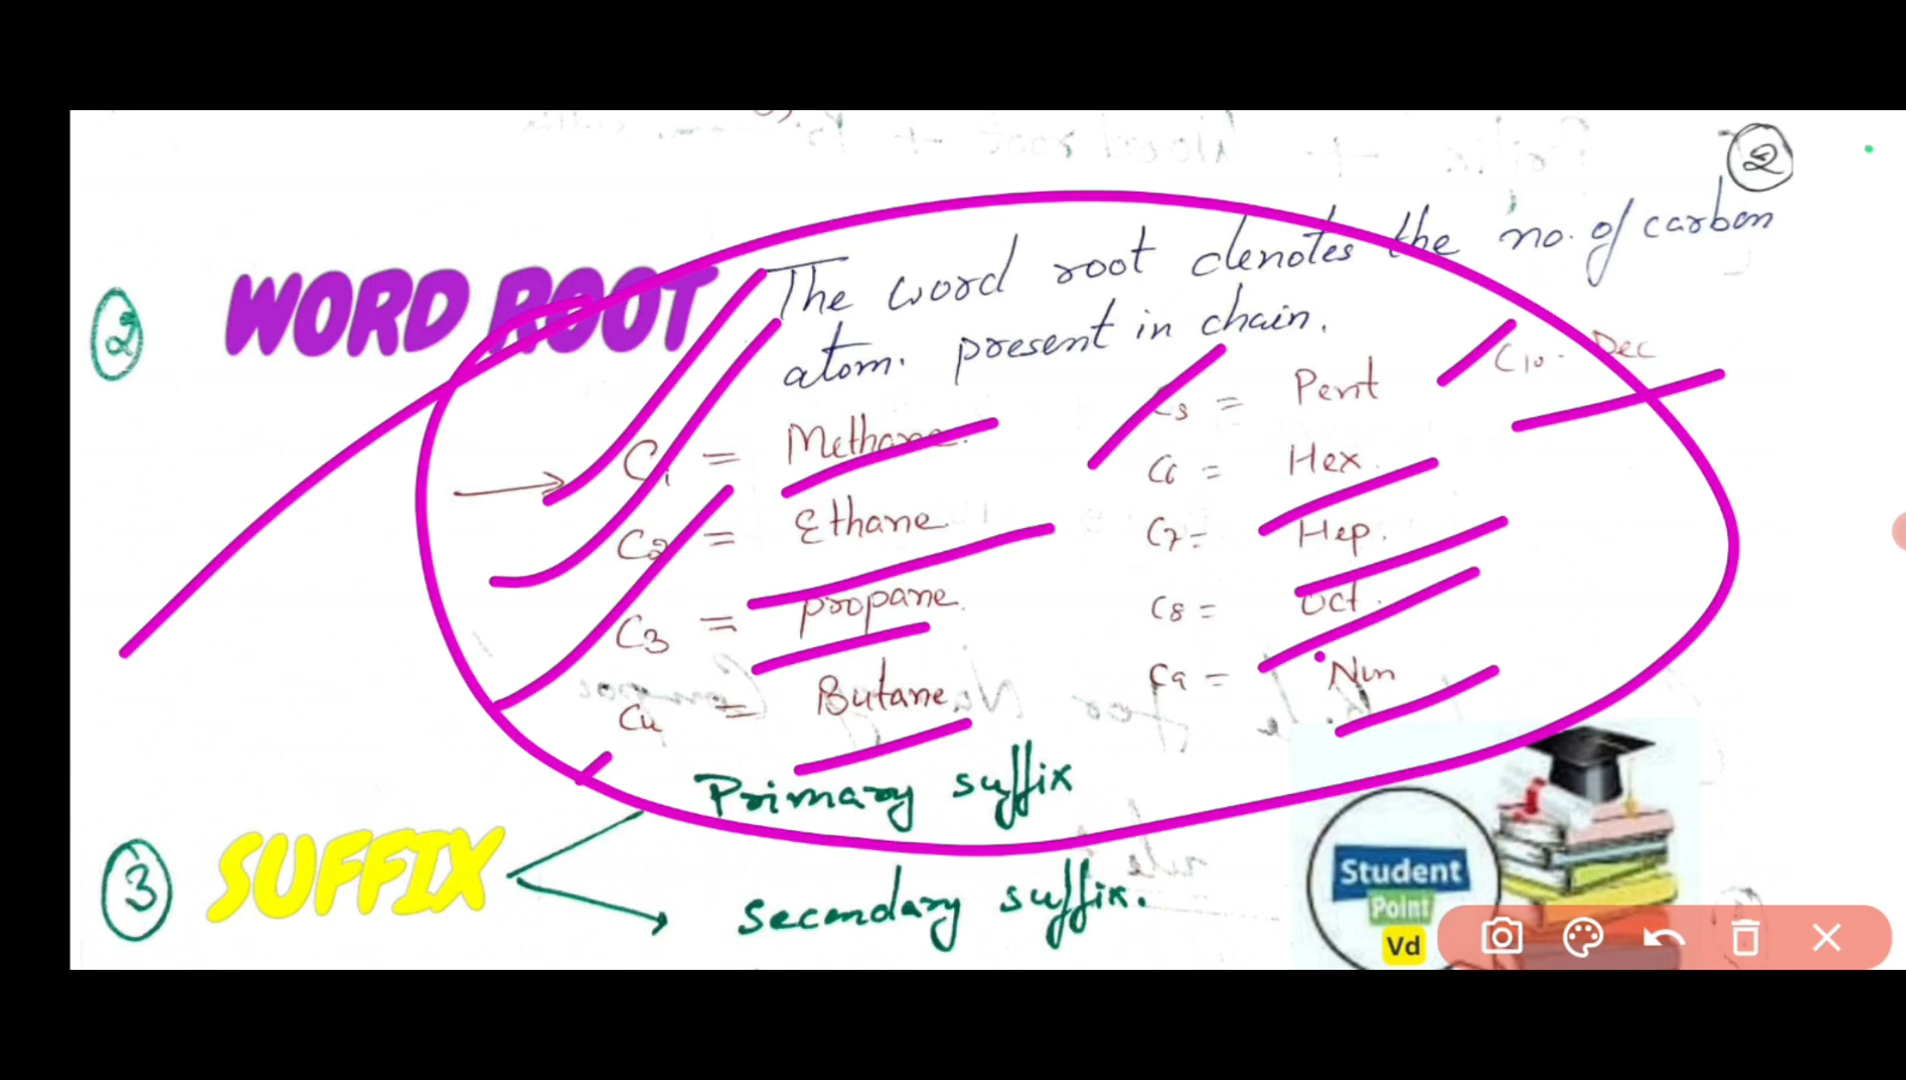 ②
② WORD ROOT
The word root denotes the no. of carbon
atom. present in chain.
C10. Dec
→ C1 = Methane.
C2 = Ethane
C3 = propane.
C4 = Butane
C5 = Pent
C6 = Hex.
C7 = Hep.
C8 = Oct.
C9 = Nun
③ SUFFIX
Primary suffix
secondary suffix.
Student
Point
Vd